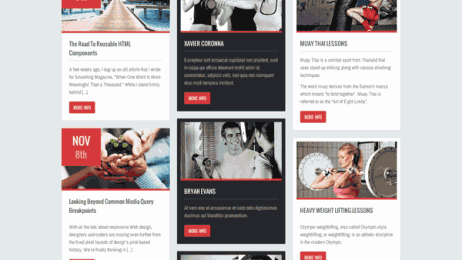 The Road To Reusable HTML
Components
A few weeks ago, I legs up an old article that I wrote
for Smashing Magazine, "When One Word Is More
Meaningful Than a Thousand." While I stand firmly
behind […]
MORE INFO
NOV
8th
Looking Beyond Common Media Query
Breakpoints
With all the talk about responsive Web design,
designers and coders are moving even further from
the fixed pixel layouts of design's print-based
history. We're finally thinking in […]
XAVIER CORONNA
Excepteur sint occaecat cupidatat non proident, sunt
in culpa qui officia deserunt mollit anim id.
consectetur, adipisci velit, sed quia non numquam
eius modi tempora incidunt.
MORE INFO
BRYAN EVANS
At vero eos et accusamus et iusto odio dignissimos
ducimus qui blanditiis praesentium.
MORE INFO
MUAY THAI LESSONS
Muay Thai is a combat sport from Thailand that
uses stand-up striking along with various clinching
techniques.
The word muay derives from the Sanskrit mavya
which means "to bind together". Muay Thai is
referred to as the "Art of Eight Limbs".
MORE INFO
HEAVY WEIGHT LIFTING LESSONS
Olympic weightlifting, also called Olympic-style
weightlifting, or weightlifting, is an athletic discipline
in the modern Olympic.
MORE INFO